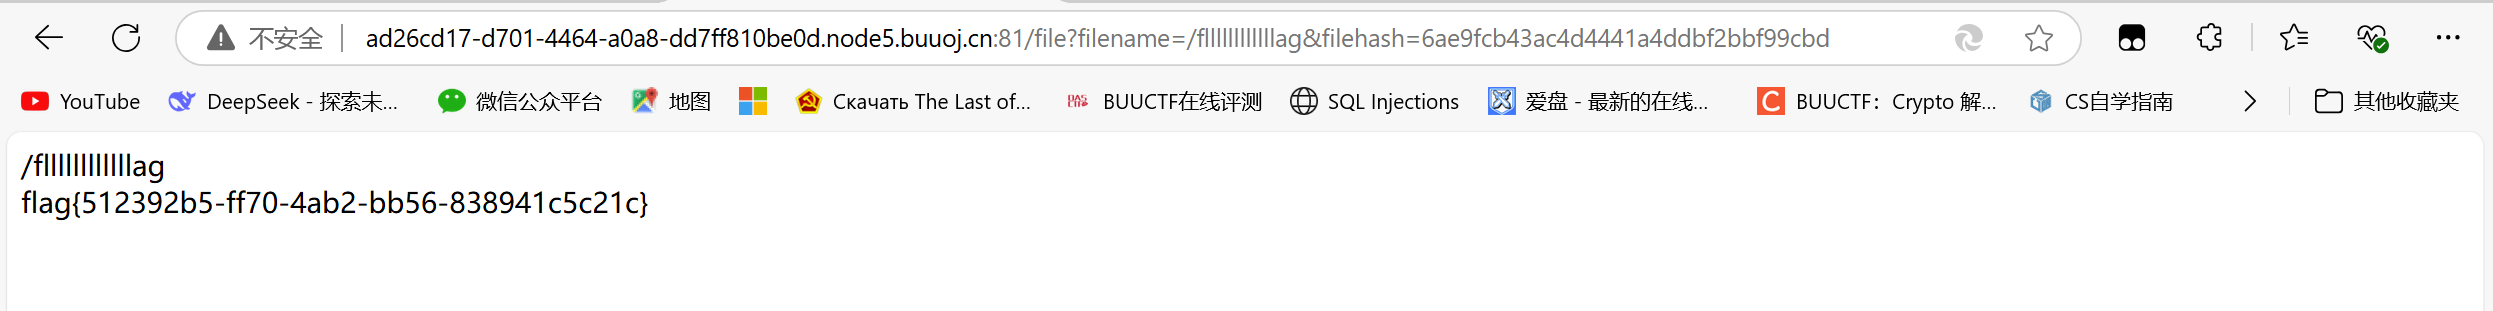 不安全 ad26cd17-d701-4464-a0a8-dd7ff810be0d.node5.buuoj.cn:81/file?filename=/fllllllllllllag&filehash=6ae9fcb43ac4d4441a4ddbf2bbf99cbd
YouTube DeepSeek - 探索未... 微信公众平台 地图 Скачать The Last of... BUUCTF在线评测 SQL Injections 爱盘 - 最新的在线... BUUCTF：Crypto 解... CS自学指南 其他收藏夹
/fllllllllllllag
flag{512392b5-ff70-4ab2-bb56-838941c5c21c}